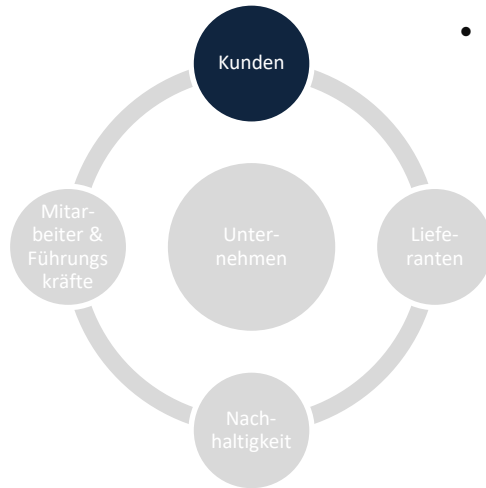 Kunden
Mitar-
beiter &
Führungs
kräfte
Unter-
nehmen
Liefe-
ranten
Nach-
haltigkeit